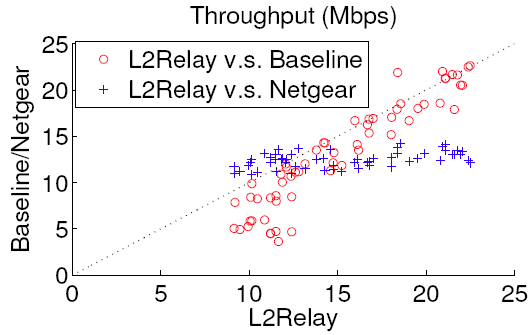 Throughput (Mbps)
L2Relay v.s. Baseline
L2Relay v.s. Netgear
Baseline/Netgear
25
20
15
10
5
0
0 5 10 15 20 25
L2Relay